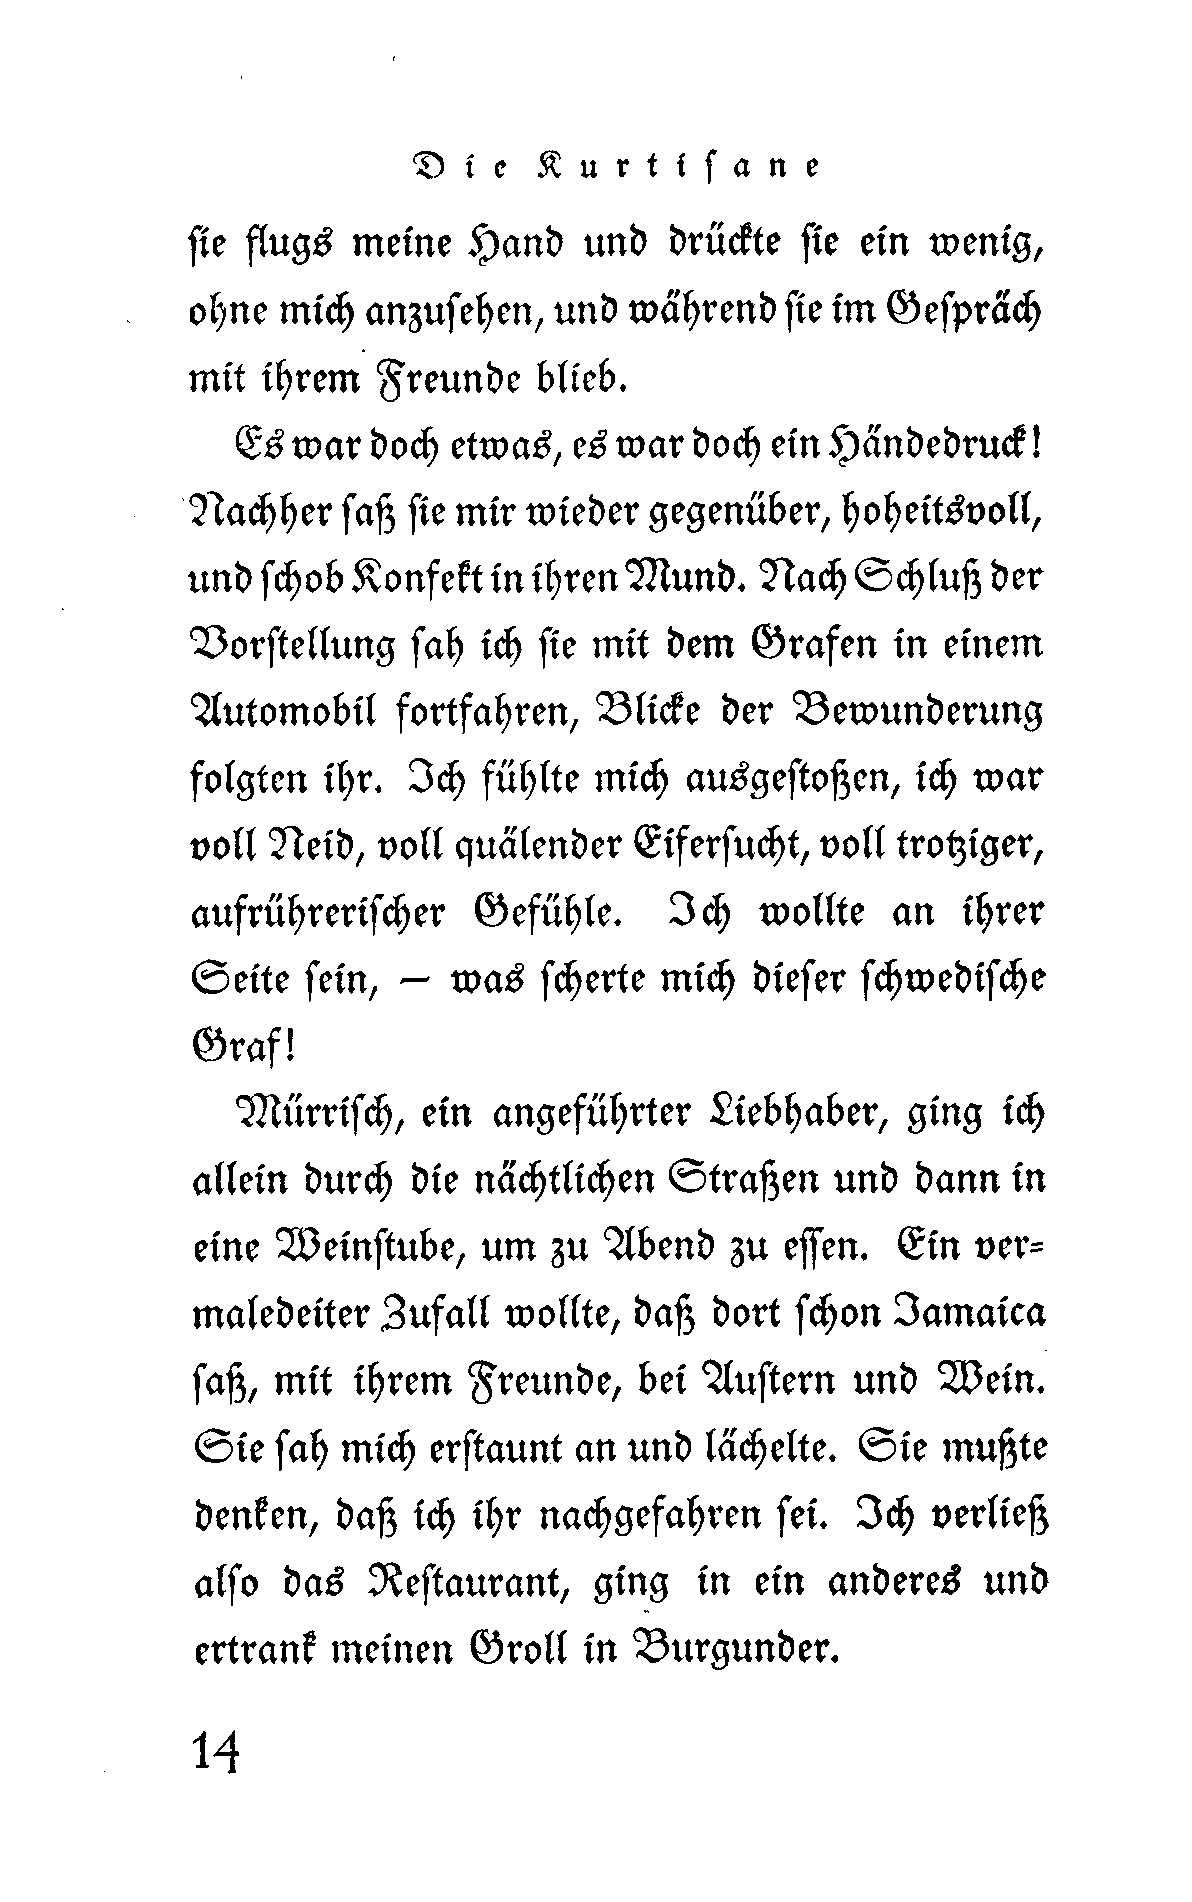 Die Kurtisane
sie flugs meine Hand und drückte sie ein wenig,
ohne mich anzusehen, und während sie im Gespräch
mit ihrem Freunde blieb.
Es war doch etwas, es war doch ein Händedruck!
Nachher saß sie mir wieder gegenüber, hoheitsvoll,
und schob Konfekt in ihren Mund. Nach Schluß der
Vorstellung sah ich sie mit dem Grafen in einem
Automobil fortfahren, Blicke der Bewunderung
folgten ihr. Ich fühlte mich ausgestoßen, ich war
voll Neid, voll quälender Eifersucht, voll trotziger,
aufrührerischer Gefühle. Ich wollte an ihrer
Seite sein, — was scherte mich dieser schwedische
Graf!
Mürrisch, ein angeführter Liebhaber, ging ich
allein durch die nächtlichen Straßen und dann in
eine Weinstube, um zu Abend zu essen. Ein ver-
maledeiter Zufall wollte, daß dort schon Jamaica
saß, mit ihrem Freunde, bei Austern und Wein.
Sie sah mich erstaunt an und lächelte. Sie mußte
denken, daß ich ihr nachgefahren sei. Ich verließ
also das Restaurant, ging in ein anderes und
ertrank meinen Groll in Burgunder.
14